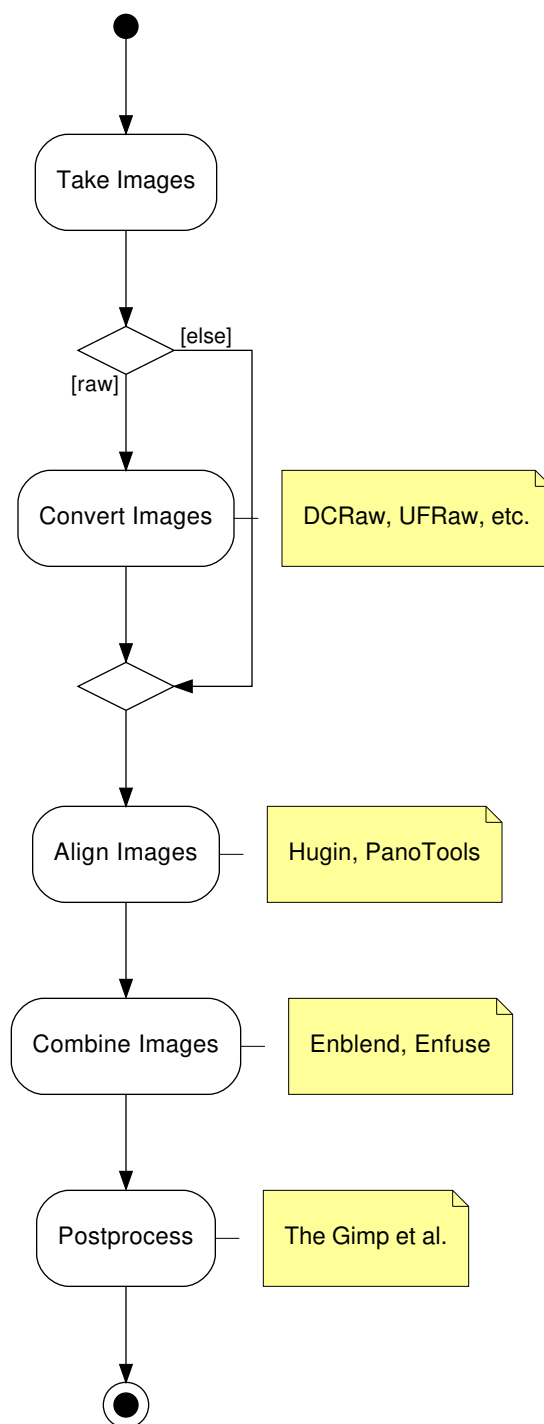 Take Images
[else]
[raw]
Convert Images
DCRaw, UFRaw, etc.
Align Images
Hugin, PanoTools
Combine Images
Enblend, Enfuse
Postprocess
The Gimp et al.